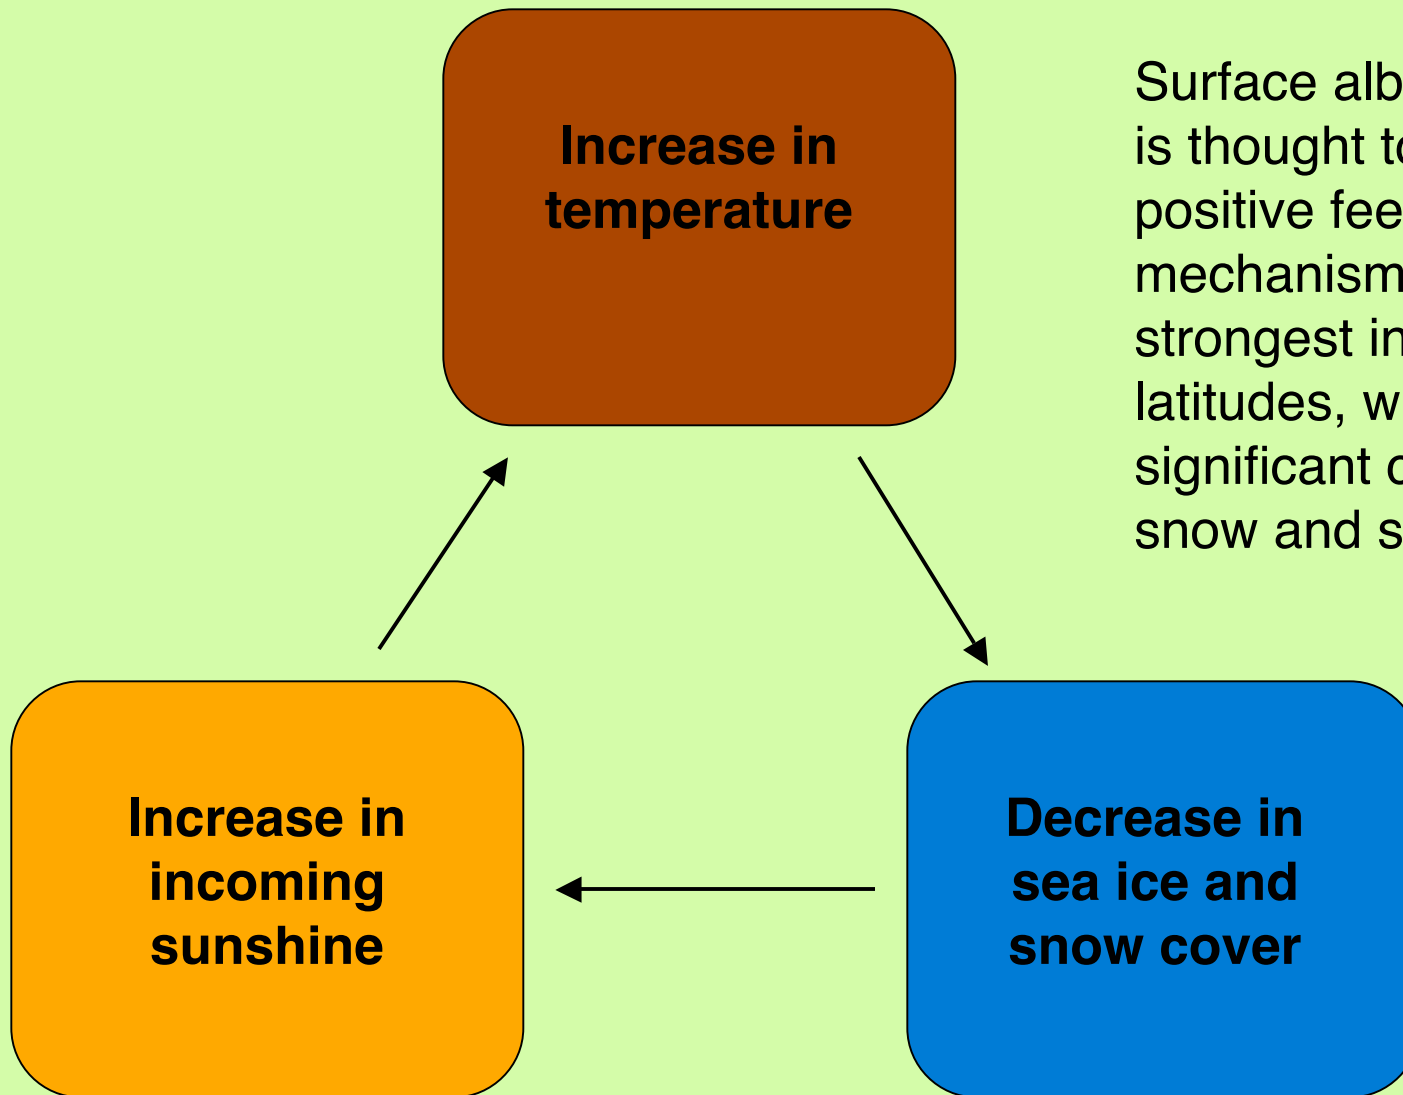 Increase in
temperature
Surface alb
is thought t
positive fee
mechanism
strongest in
latitudes, w
significant
snow and s
Increase in
incoming
sunshine
Decrease in
sea ice and
snow cover